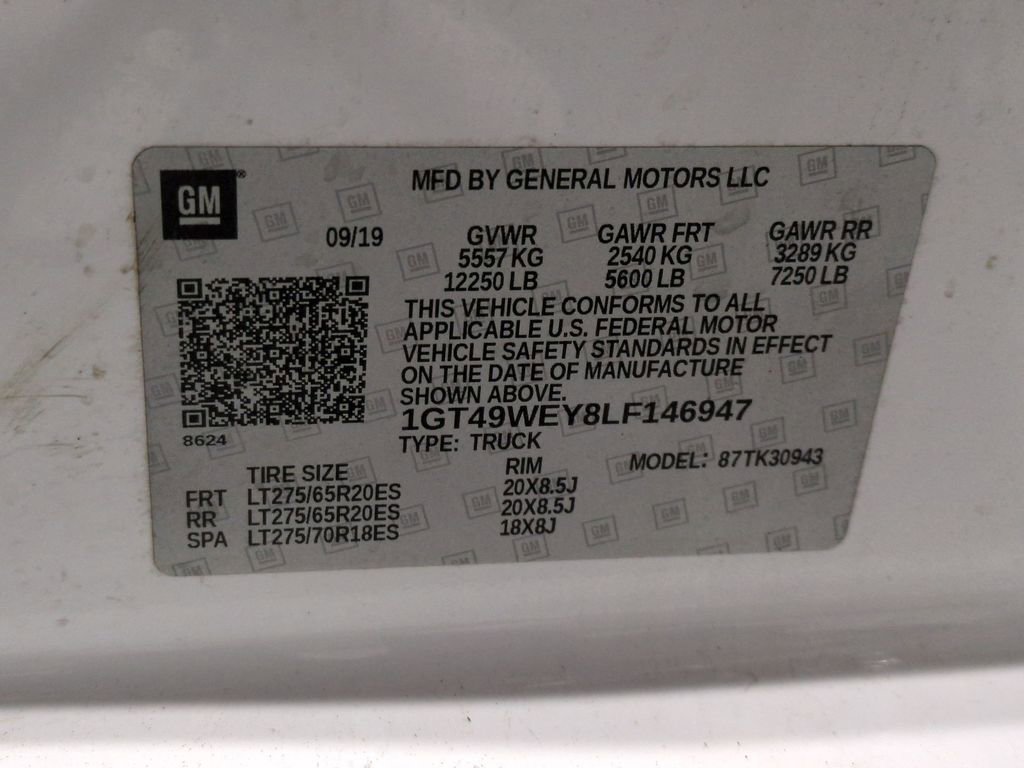 GM
MFD BY GENERAL MOTORS LLC
09/19
GVWR GAWR FRT GAWR RR
5557 KG 2540 KG 3289 KG
12250 LB 5600 LB 7250 LB
THIS VEHICLE CONFORMS TO ALL
APPLICABLE U.S. FEDERAL MOTOR
VEHICLE SAFETY STANDARDS IN EFFECT
ON THE DATE OF MANUFACTURE
SHOWN ABOVE.
8624
1GT49WEY8LF146947
TYPE: TRUCK
MODEL: 87TK30943
TIRE SIZE RIM
FRT LT275/65R20ES 20X8.5J
RR LT275/65R20ES 20X8.5J
SPA LT275/70R18ES 18X8J